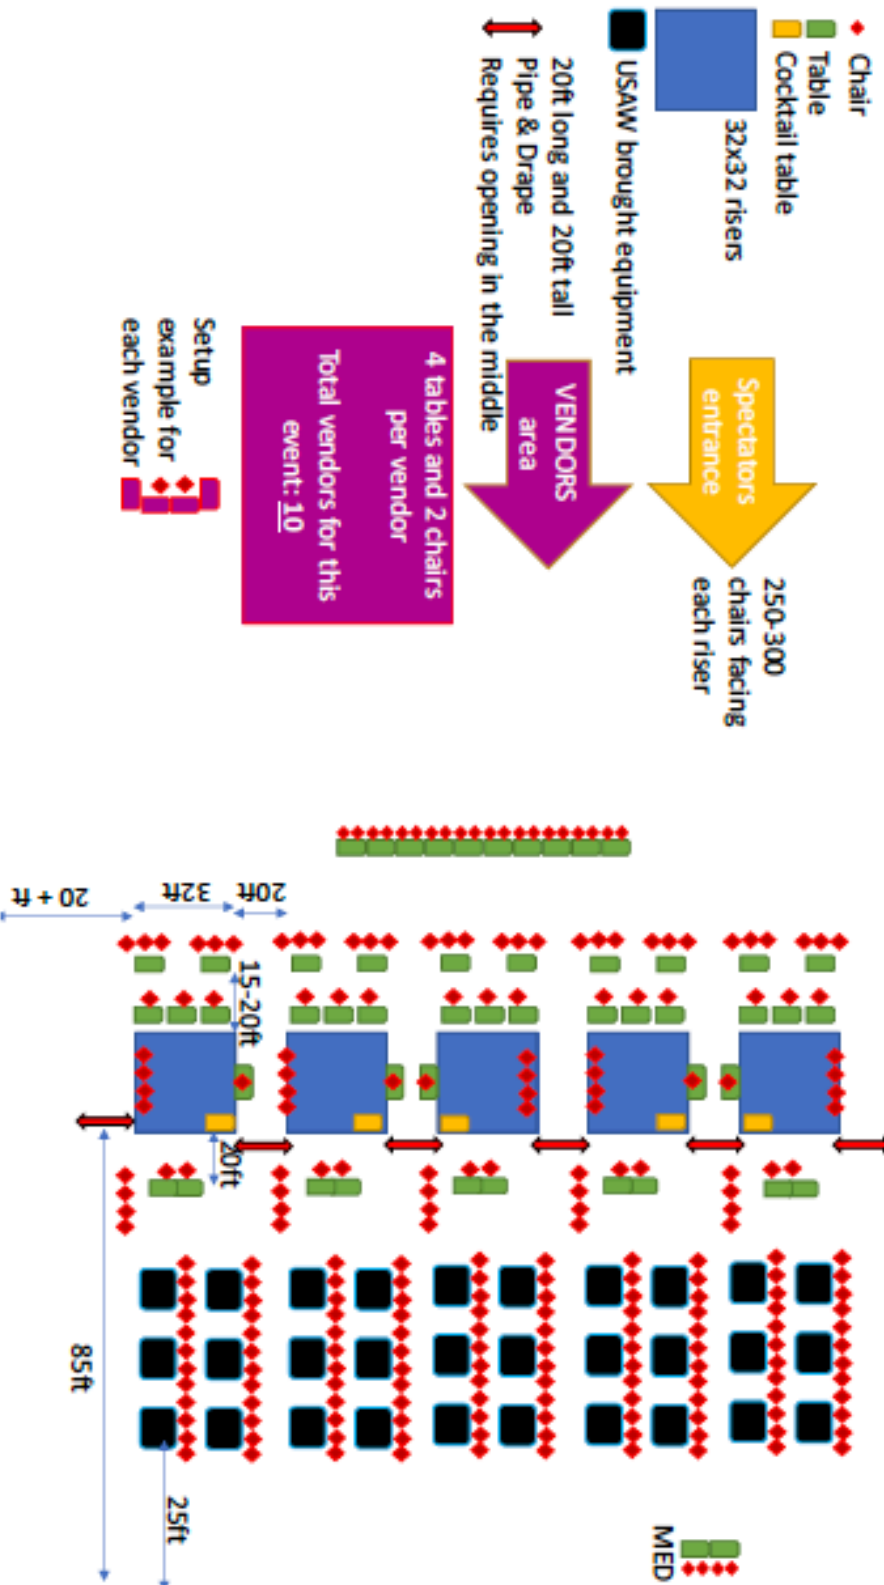 Chair
Table
Cocktail table
32x32 risers
USAW brought equipment
20ft long and 20ft tall
Pipe & Drape
Requires opening in the middle
Spectators
entrance
250-300
chairs facing
each riser
VENDORS
area
4 tables and 2 chairs
per vendor
Total vendors for this
event: 10
Setup
example for
each vendor
20 + ft
32ft
20ft
15-20ft
20ft
85ft
25ft
MED